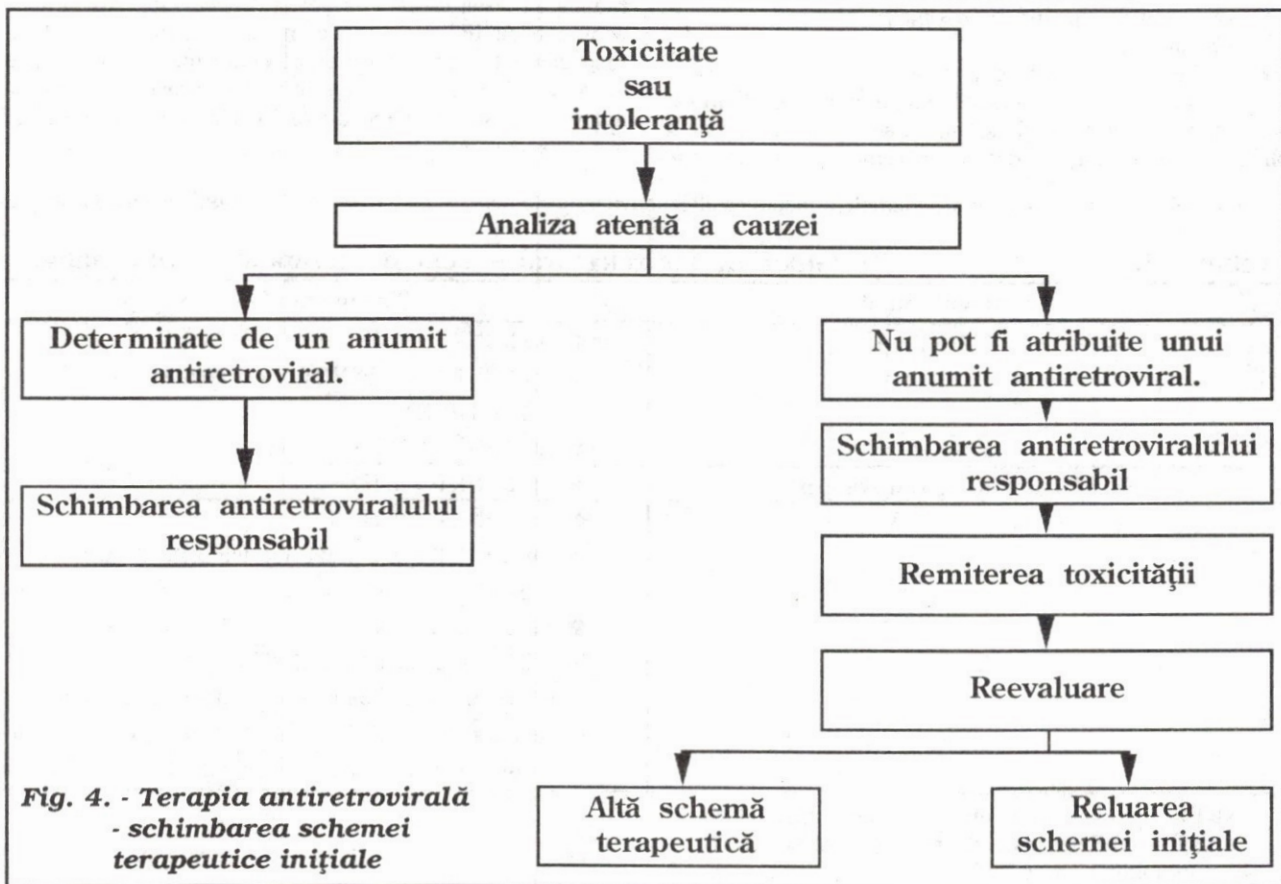 Toxicitate
sau
intoleranţă
Analiza atentă a cauzei
Determinate de un anumit
antiretroviral.
Schimbarea antiretroviralului
responsabil
Nu pot fi atribuite unui
anumit antiretroviral.
Schimbarea antiretroviralului
responsabil
Remiterea toxicităţii
Reevaluare
Altă schemă
terapeutică
Reluarea
schemei iniţiale
Fig. 4. - Terapia antiretrovirală
- schimbarea schemei
terapeutice iniţiale